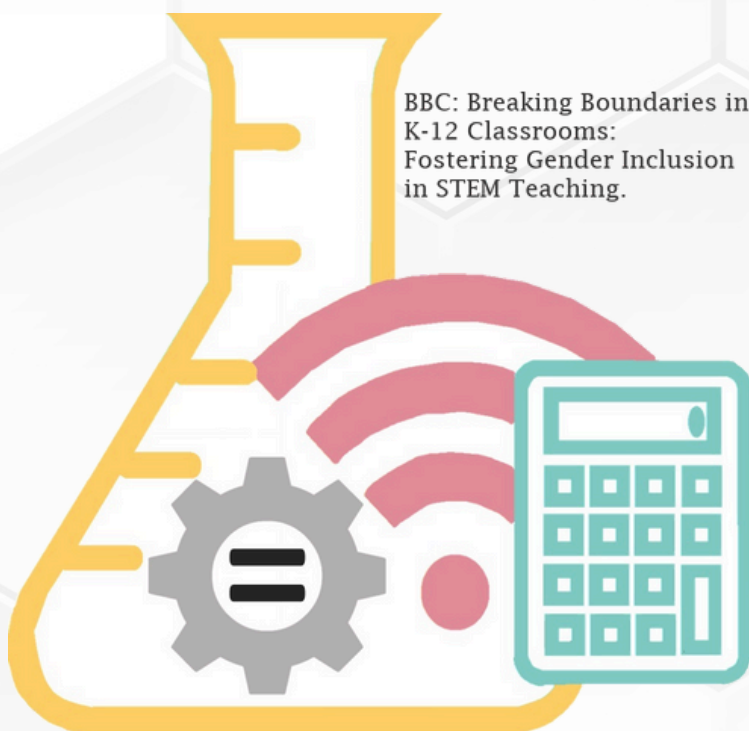 BBC: Breaking Boundaries in
K-12 Classrooms:
Fostering Gender Inclusion
in STEM Teaching.